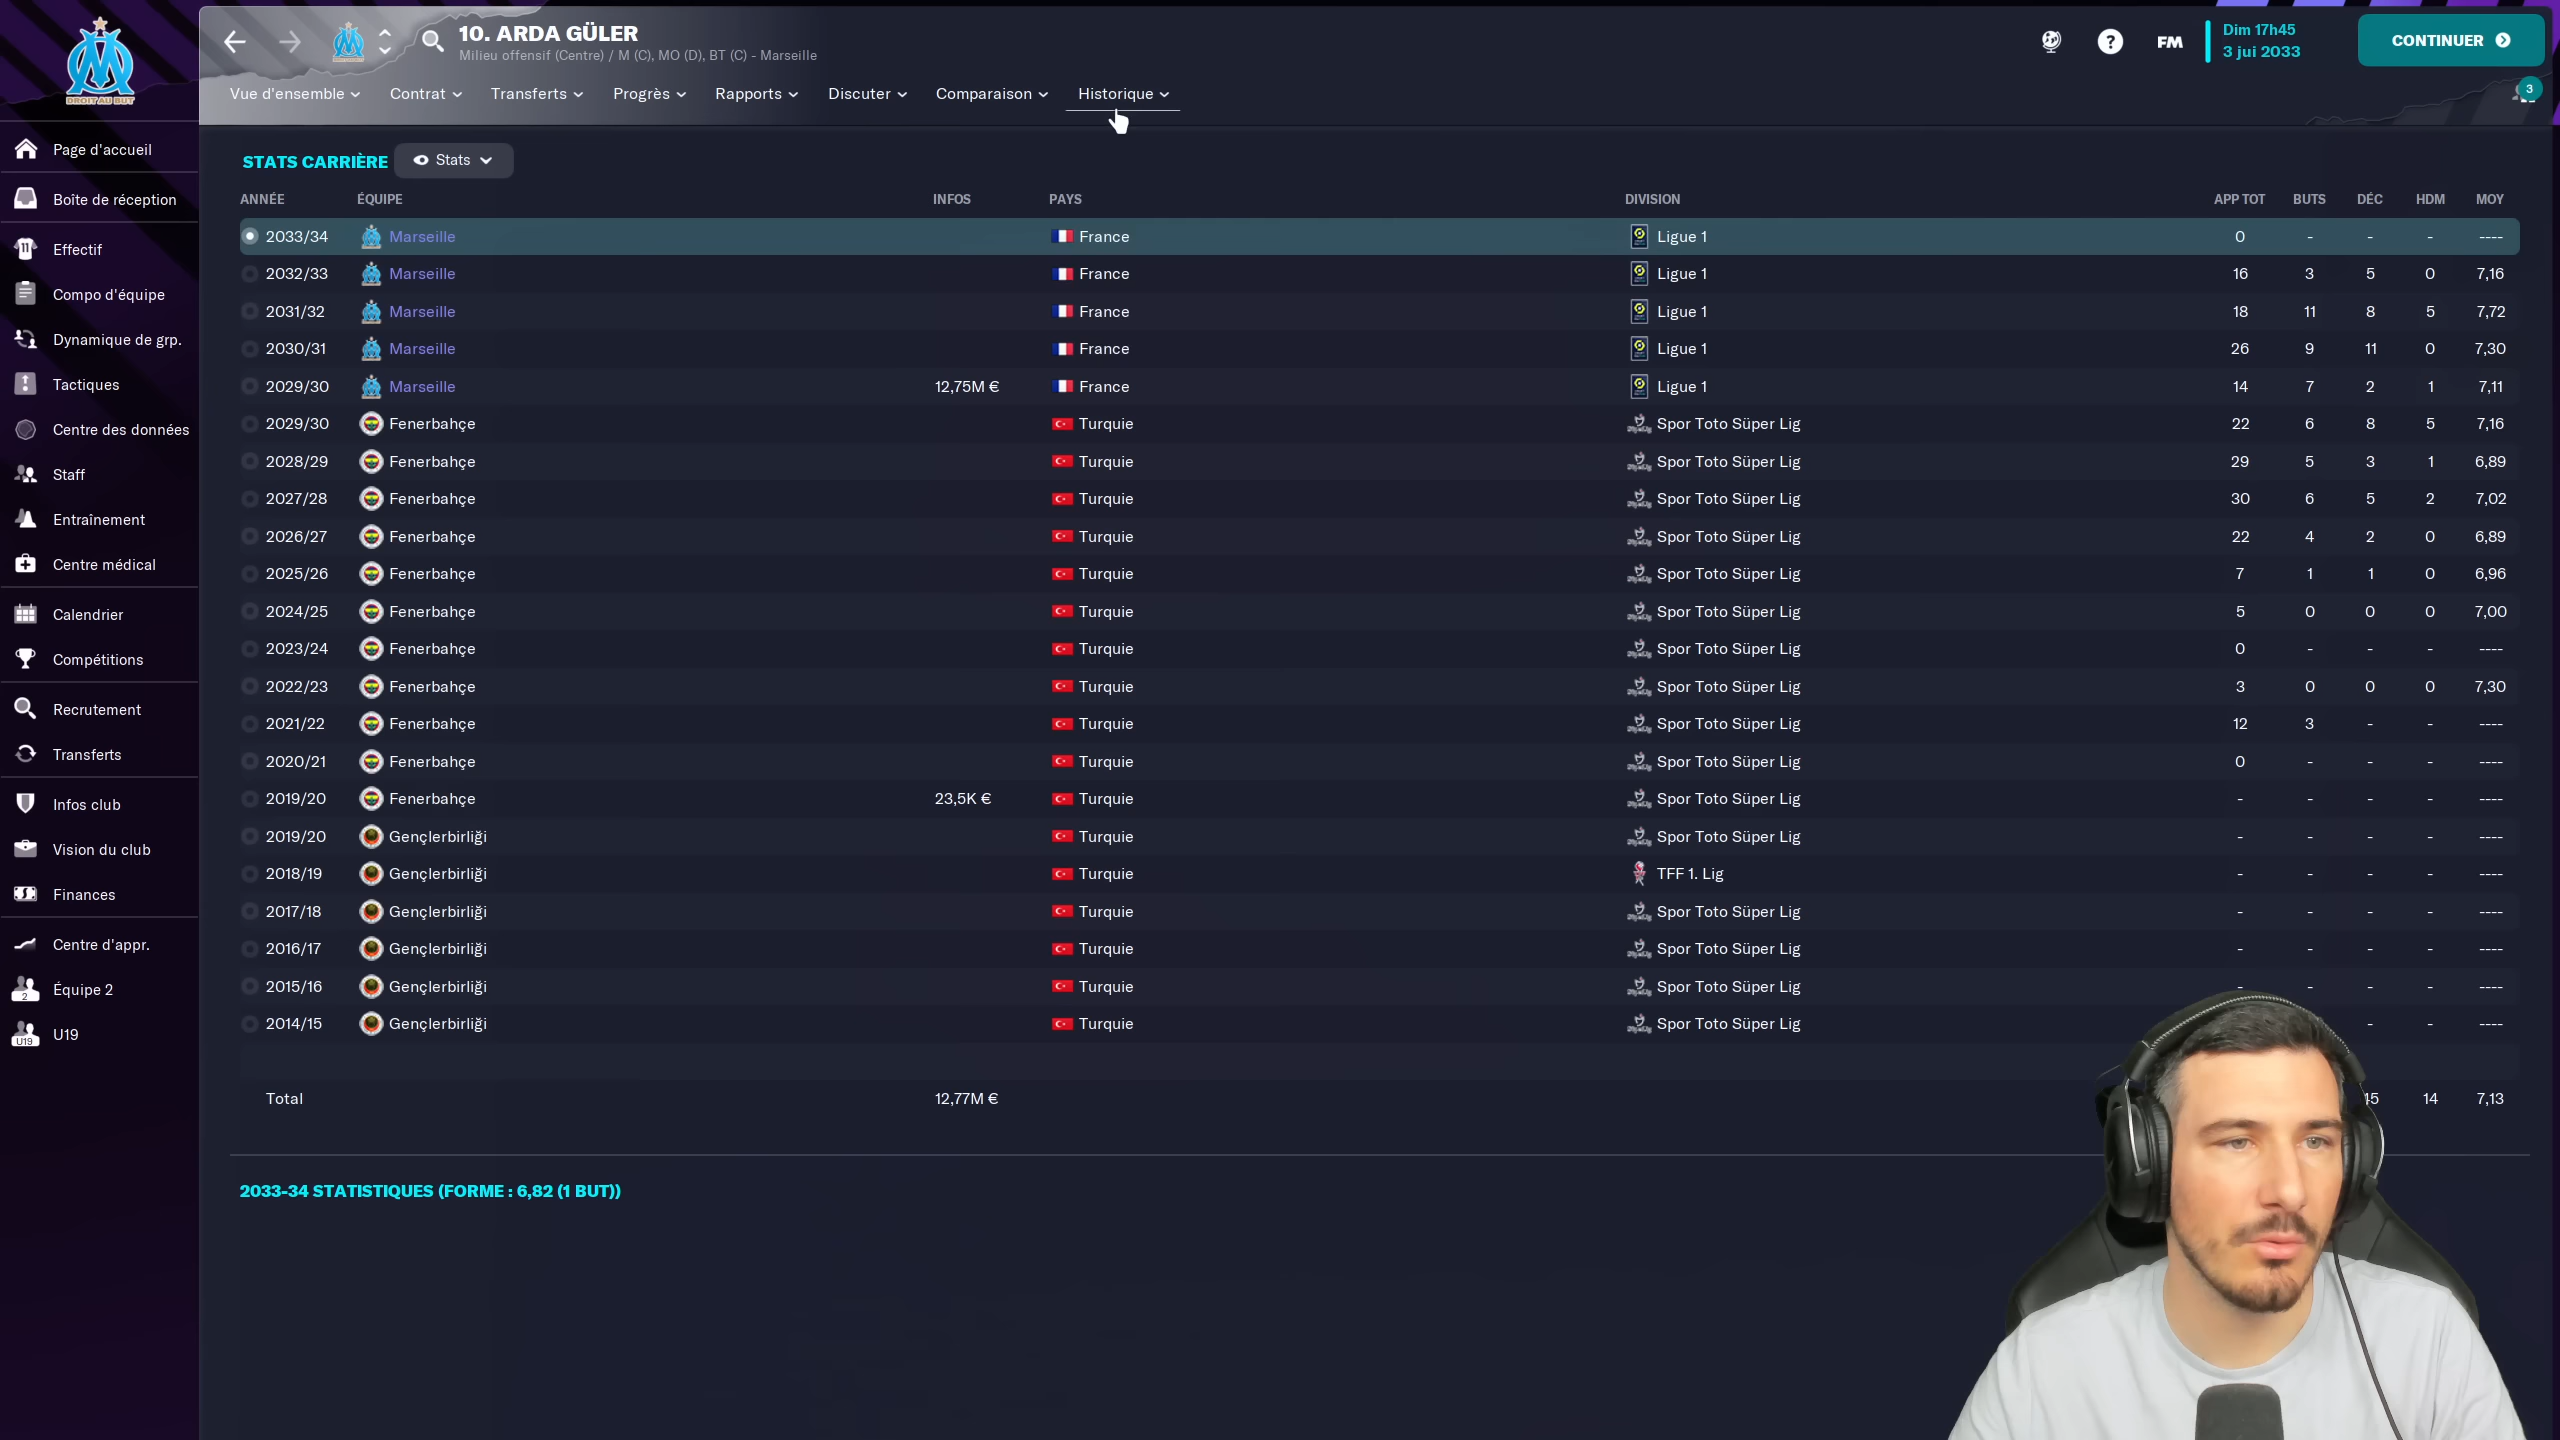 10. ARDA GÜLER
Milieu offensif (Centre) / M (C), MO (D), BT (C) - Marseille
FM
Dim 17h45
3 jui 2033
CONTINUER
DROIT AU BUT
Vue d'ensemble Contrat Transferts Progrès Rapports Discuter Comparaison Historique
3
Page d'accueil
Boîte de réception
Effectif
Compo d'équipe
Dynamique de grp.
Tactiques
Centre des données
Staff
Entraînement
Centre médical
Calendrier
Compétitions
Recrutement
Transferts
Infos club
Vision du club
Finances
Centre d'appr.
2 Équipe 2
U19 U19
STATS CARRIÈRE Stats
ANNÉE ÉQUIPE INFOS PAYS DIVISION APP TOT BUTS DÉC HDM MOY
2033/34 Marseille France Ligue 1 0 - - - ----
2032/33 Marseille France Ligue 1 16 3 5 0 7,16
2031/32 Marseille France Ligue 1 18 11 8 5 7,72
2030/31 Marseille France Ligue 1 26 9 11 0 7,30
2029/30 Marseille 12,75M € France Ligue 1 14 7 2 1 7,11
2029/30 Fenerbahçe Turquie Spor Toto Süper Lig 22 6 8 5 7,16
2028/29 Fenerbahçe Turquie Spor Toto Süper Lig 29 5 3 1 6,89
2027/28 Fenerbahçe Turquie Spor Toto Süper Lig 30 6 5 2 7,02
2026/27 Fenerbahçe Turquie Spor Toto Süper Lig 22 4 2 0 6,89
2025/26 Fenerbahçe Turquie Spor Toto Süper Lig 7 1 1 0 6,96
2024/25 Fenerbahçe Turquie Spor Toto Süper Lig 5 0 0 0 7,00
2023/24 Fenerbahçe Turquie Spor Toto Süper Lig 0 - - - ----
2022/23 Fenerbahçe Turquie Spor Toto Süper Lig 3 0 0 0 7,30
2021/22 Fenerbahçe Turquie Spor Toto Süper Lig 12 3 - - ----
2020/21 Fenerbahçe Turquie Spor Toto Süper Lig 0 - - - ----
2019/20 Fenerbahçe 23,5K € Turquie Spor Toto Süper Lig - - - - ----
2019/20 Gençlerbirliği Turquie Spor Toto Süper Lig - - - - ----
2018/19 Gençlerbirliği Turquie TFF 1. Lig - - - - ----
2017/18 Gençlerbirliği Turquie Spor Toto Süper Lig - - - - ----
2016/17 Gençlerbirliği Turquie Spor Toto Süper Lig - - - - ----
2015/16 Gençlerbirliği Turquie Spor Toto Süper Lig - - - - ----
2014/15 Gençlerbirliği Turquie Spor Toto Süper Lig - - ----
Total 12,77M € 14 7,13
2033-34 STATISTIQUES (FORME : 6,82 (1 BUT))